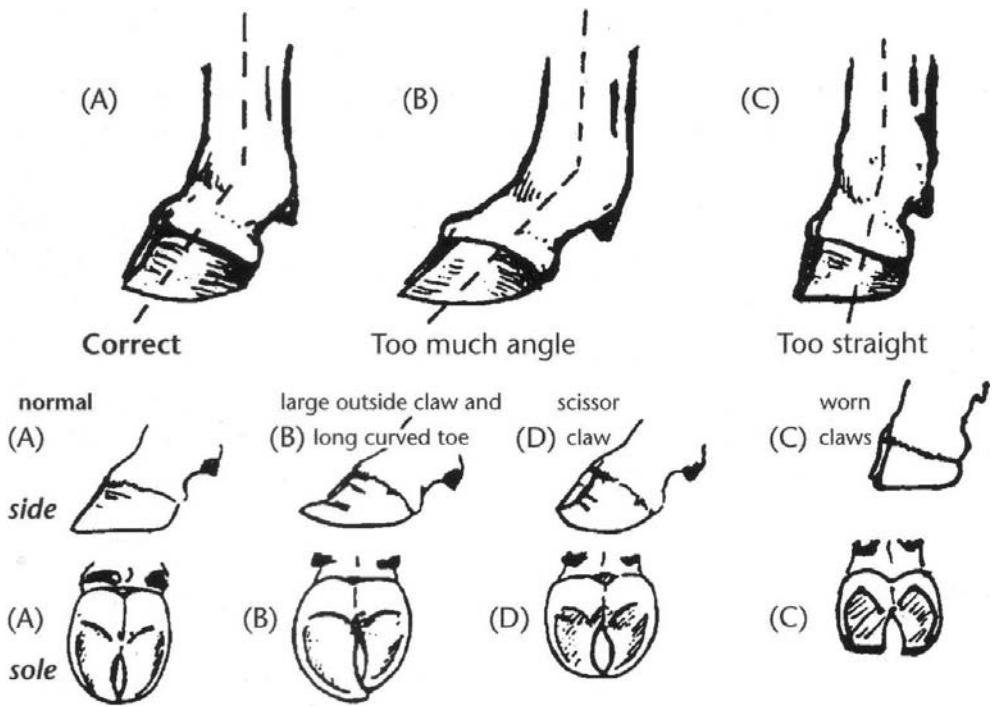 (A)
(B)
(C)
Correct
Too much angle
Too straight
normal
(A)
large outside claw and
(B) long curved toe
scissor
(D) claw
worn
(C) claws
side
(A)
(B)
(D)
(C)
sole